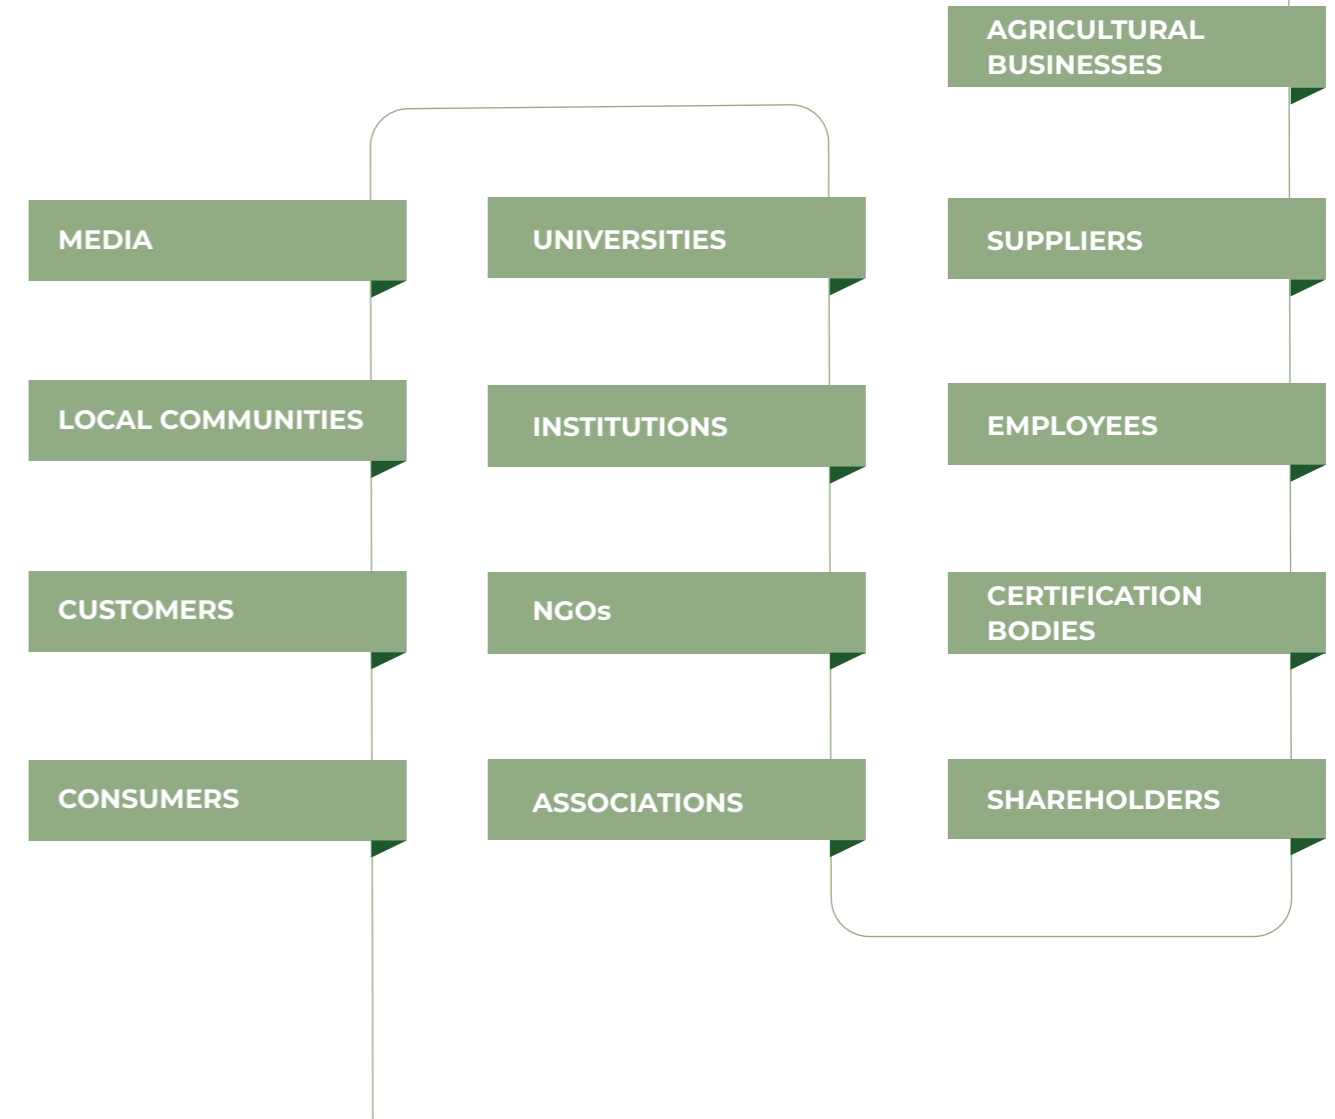 AGRICULTURAL
BUSINESSES
MEDIA
UNIVERSITIES
SUPPLIERS
LOCAL COMMUNITIES
INSTITUTIONS
EMPLOYEES
CUSTOMERS
NGOs
CERTIFICATION
BODIES
CONSUMERS
ASSOCIATIONS
SHAREHOLDERS